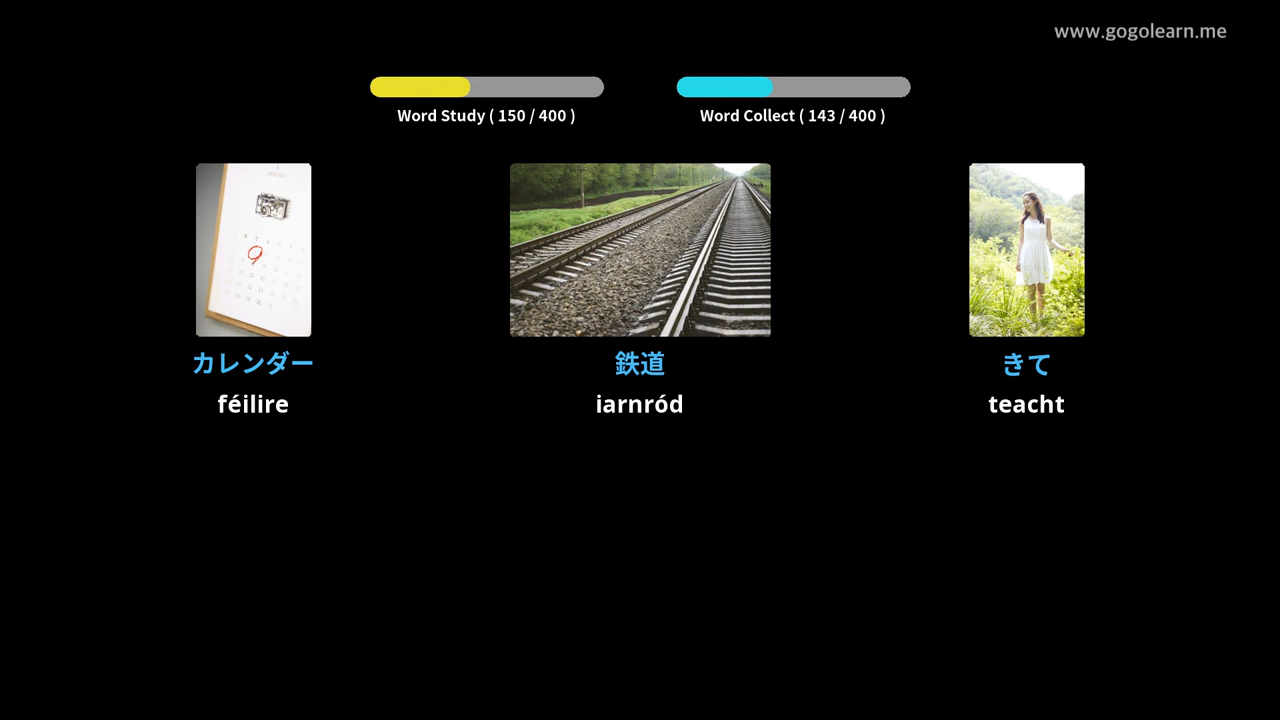 www.gogolearn.me
Word Study ( 150 / 400 )
Word Collect ( 143 / 400 )
カレンダー
鉄道
きて
féilire
iarnród
teacht